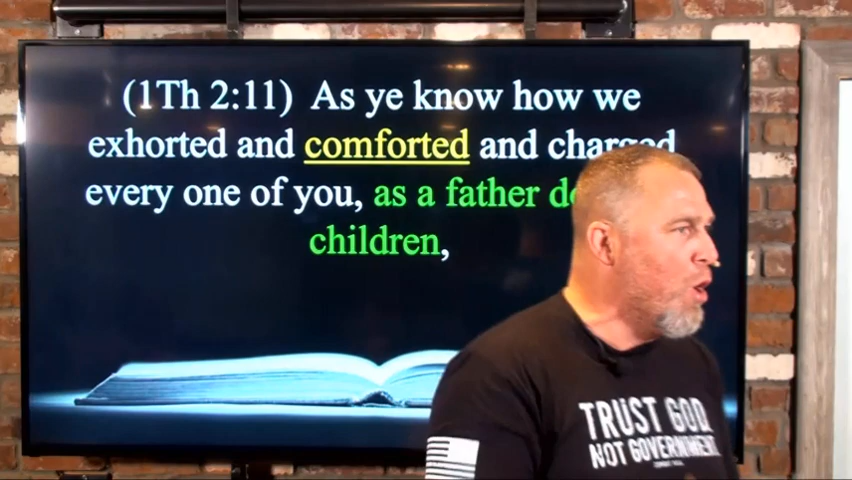 (1Th 2:11) As ye know how we
exhorted and comforted and charged
every one of you, as a father
children,
TRUST GOD
NOT GOVERNMENT